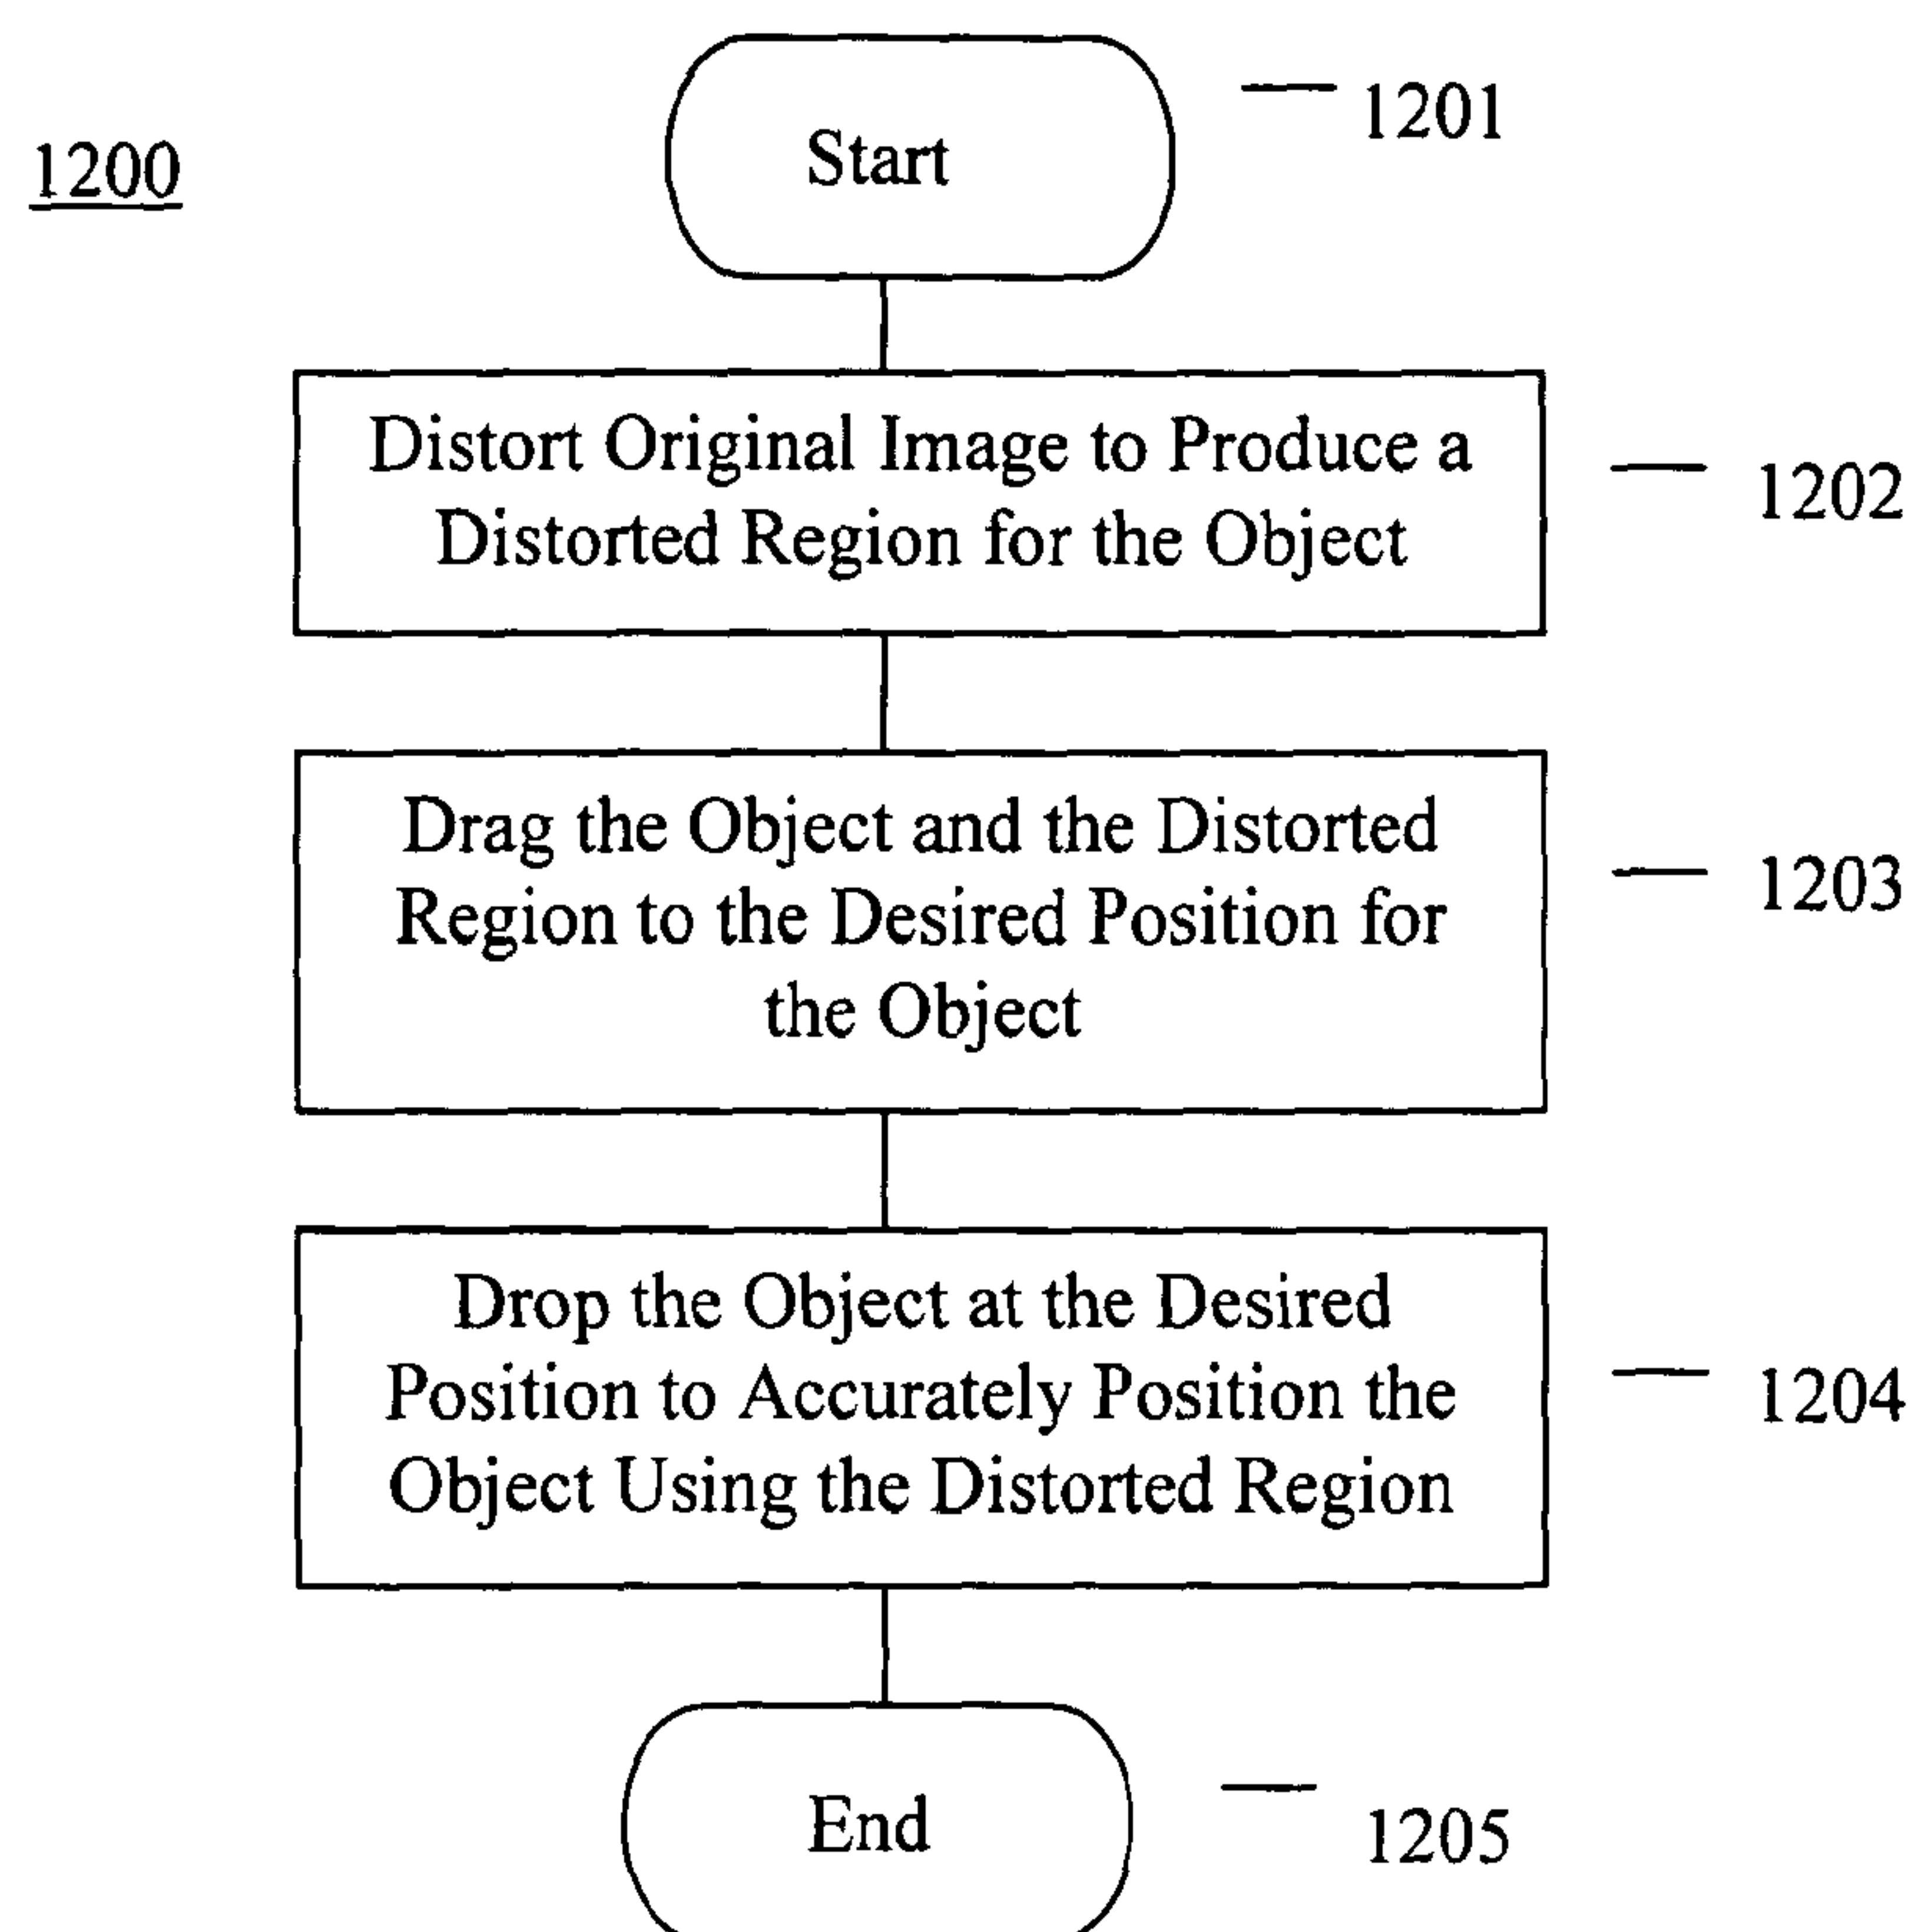 1200
Start
1201
Distort Original Image to Produce a
Distorted Region for the Object
1202
Drag the Object and the Distorted
Region to the Desired Position for
the Object
1203
Drop the Object at the Desired
Position to Accurately Position the
Object Using the Distorted Region
1204
End
1205